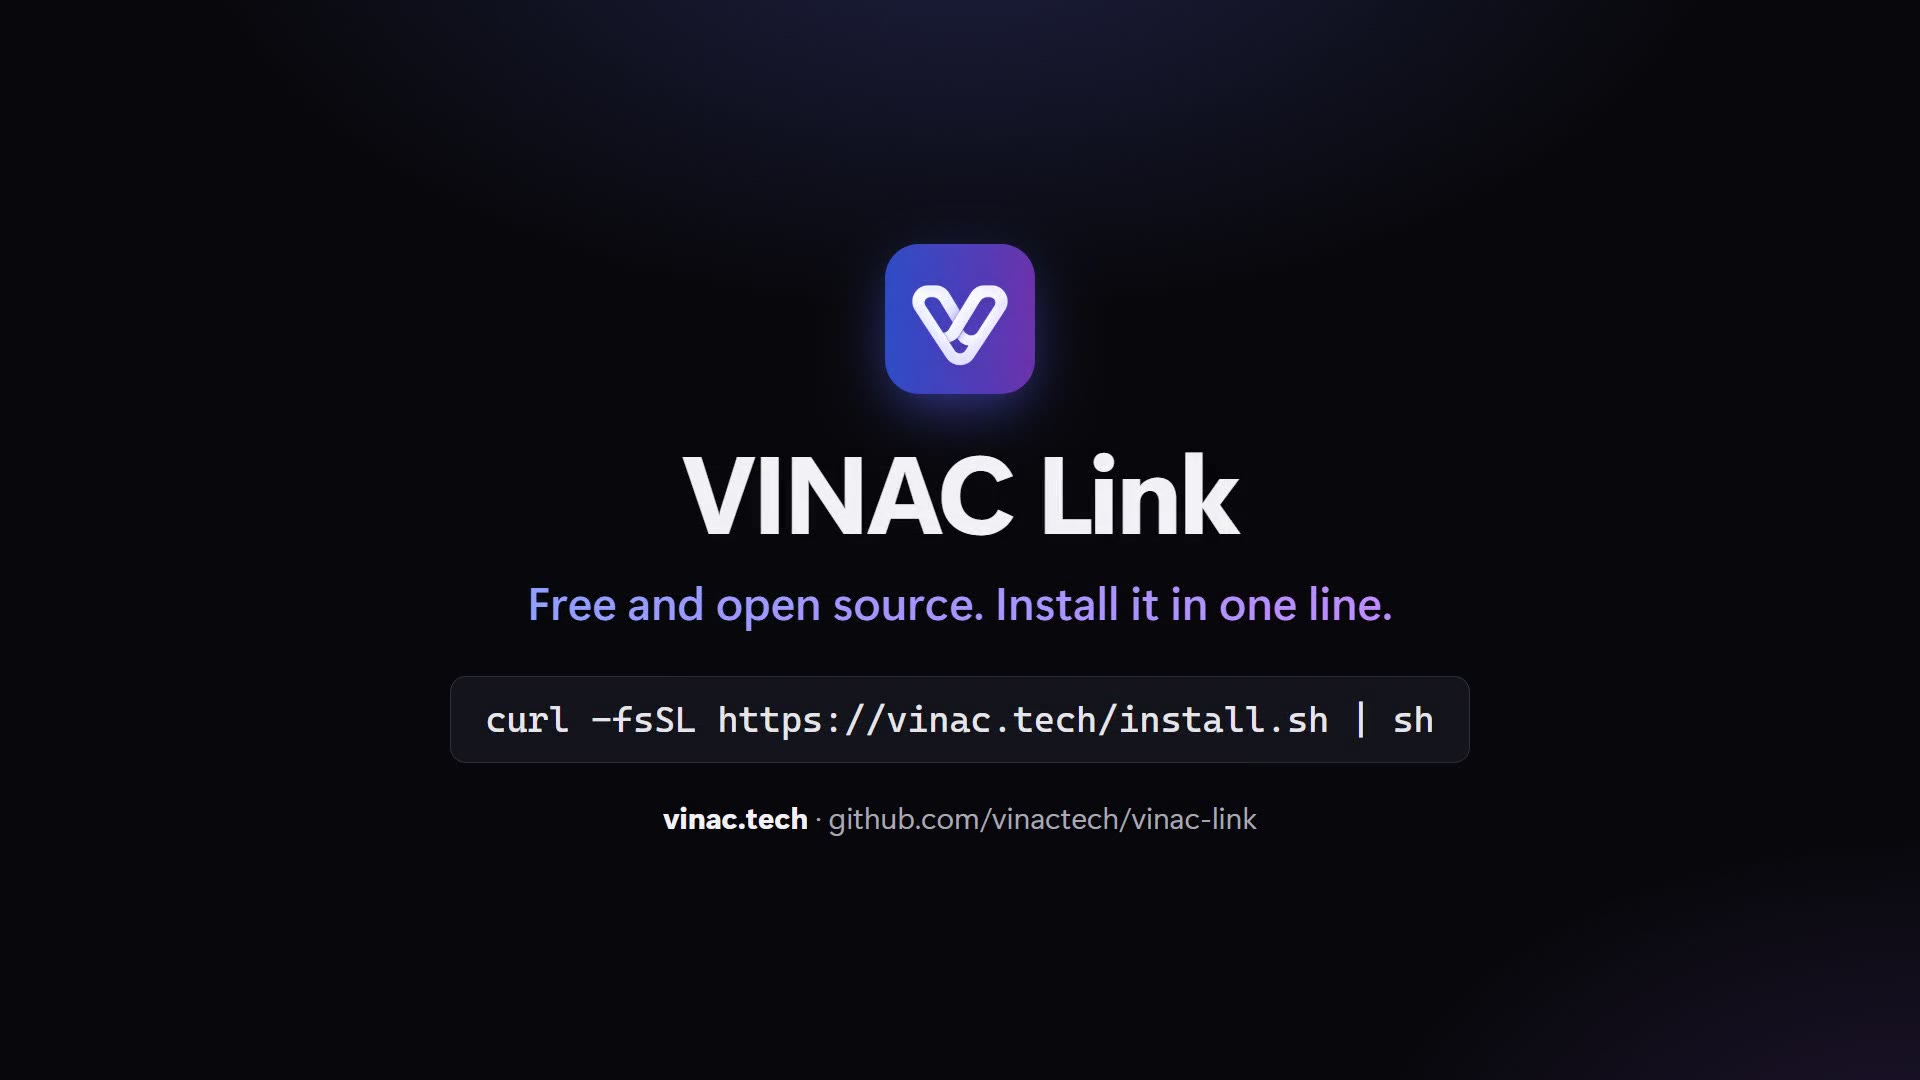 VINAC Link
Free and open source. Install it in one line.
curl -fsSL https://vinac.tech/install.sh | sh
vinac.tech · github.com/vinactech/vinac-link